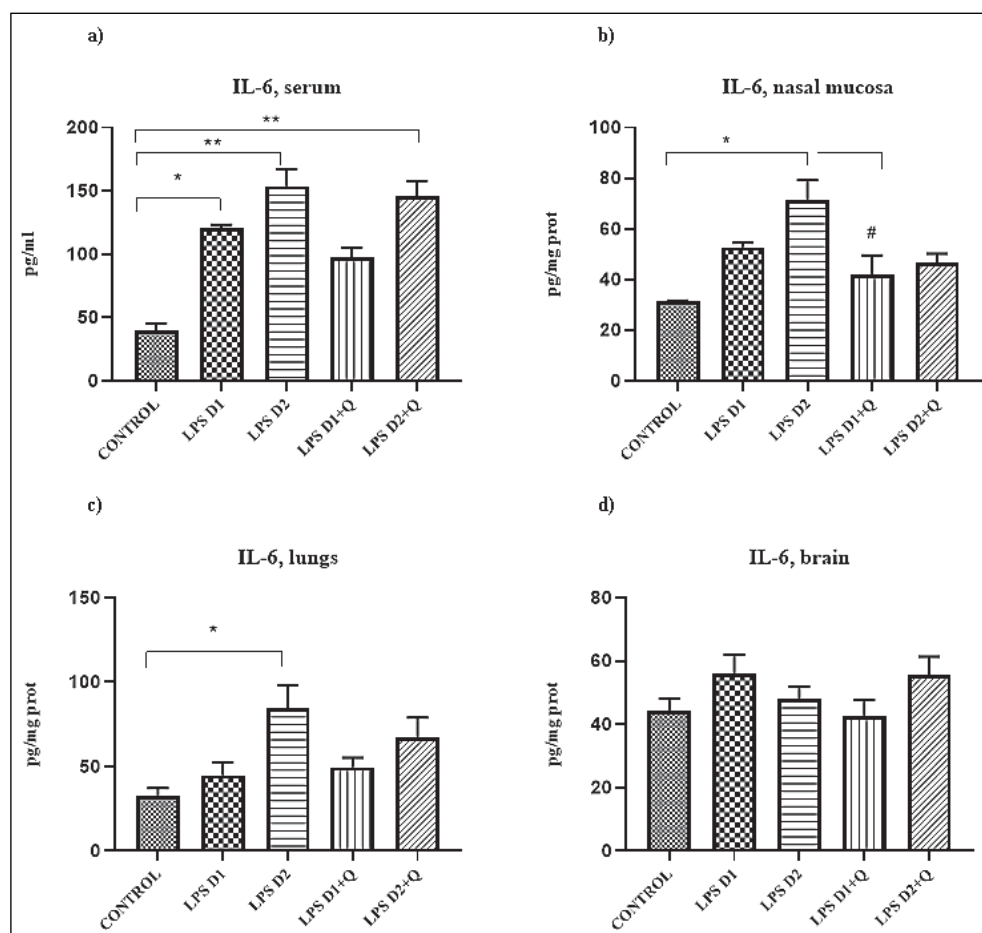 a)
IL-6, serum
pg/ml
200
150
100
50
0
**
**
*
CONTROL
LPS D1
LPS D2
LPS D1+Q
LPS D2+Q
b)
IL-6, nasal mucosa
pg/mg prot
100
80
60
40
20
0
*
#
CONTROL
LPS D1
LPS D2
LPS D1+Q
LPS D2+Q
c)
IL-6, lungs
pg/mg prot
150
100
50
0
*
CONTROL
LPS D1
LPS D2
LPS D1+Q
LPS D2+Q
d)
IL-6, brain
pg/mg prot
80
60
40
20
0
CONTROL
LPS D1
LPS D2
LPS D1+Q
LPS D2+Q